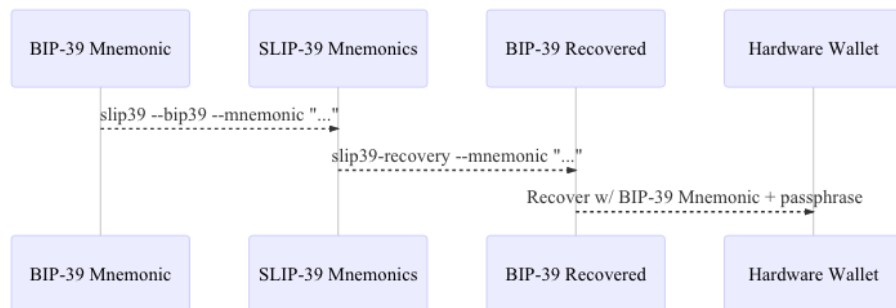 BIP-39 Mnemonic
SLIP-39 Mnemonics
BIP-39 Recovered
Hardware Wallet
slip39 --bip39 --mnemonic "..."
slip39-recovery --mnemonic "..."
Recover w/ BIP-39 Mnemonic + passphrase
BIP-39 Mnemonic
SLIP-39 Mnemonics
BIP-39 Recovered
Hardware Wallet